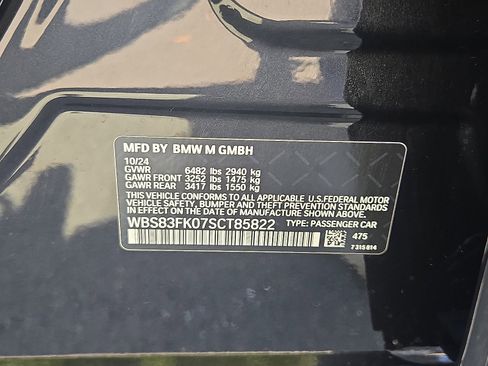 MFD BY BMW M GMBH
10/24
GVWR 6482 lbs 2940 kg
GAWR FRONT 3252 lbs 1475 kg
GAWR REAR 3417 lbs 1550 kg
THIS VEHICLE CONFORMS TO ALL APPLICABLE U.S.FEDERAL MOTOR
VEHICLE SAFETY, BUMPER AND THEFT PREVENTION STANDARDS
IN EFFECT ON THE DATE OF MANUFACTURE SHOWN ABOVE.
WBS83FK07SCT85822 TYPE: PASSENGER CAR
475
7315814